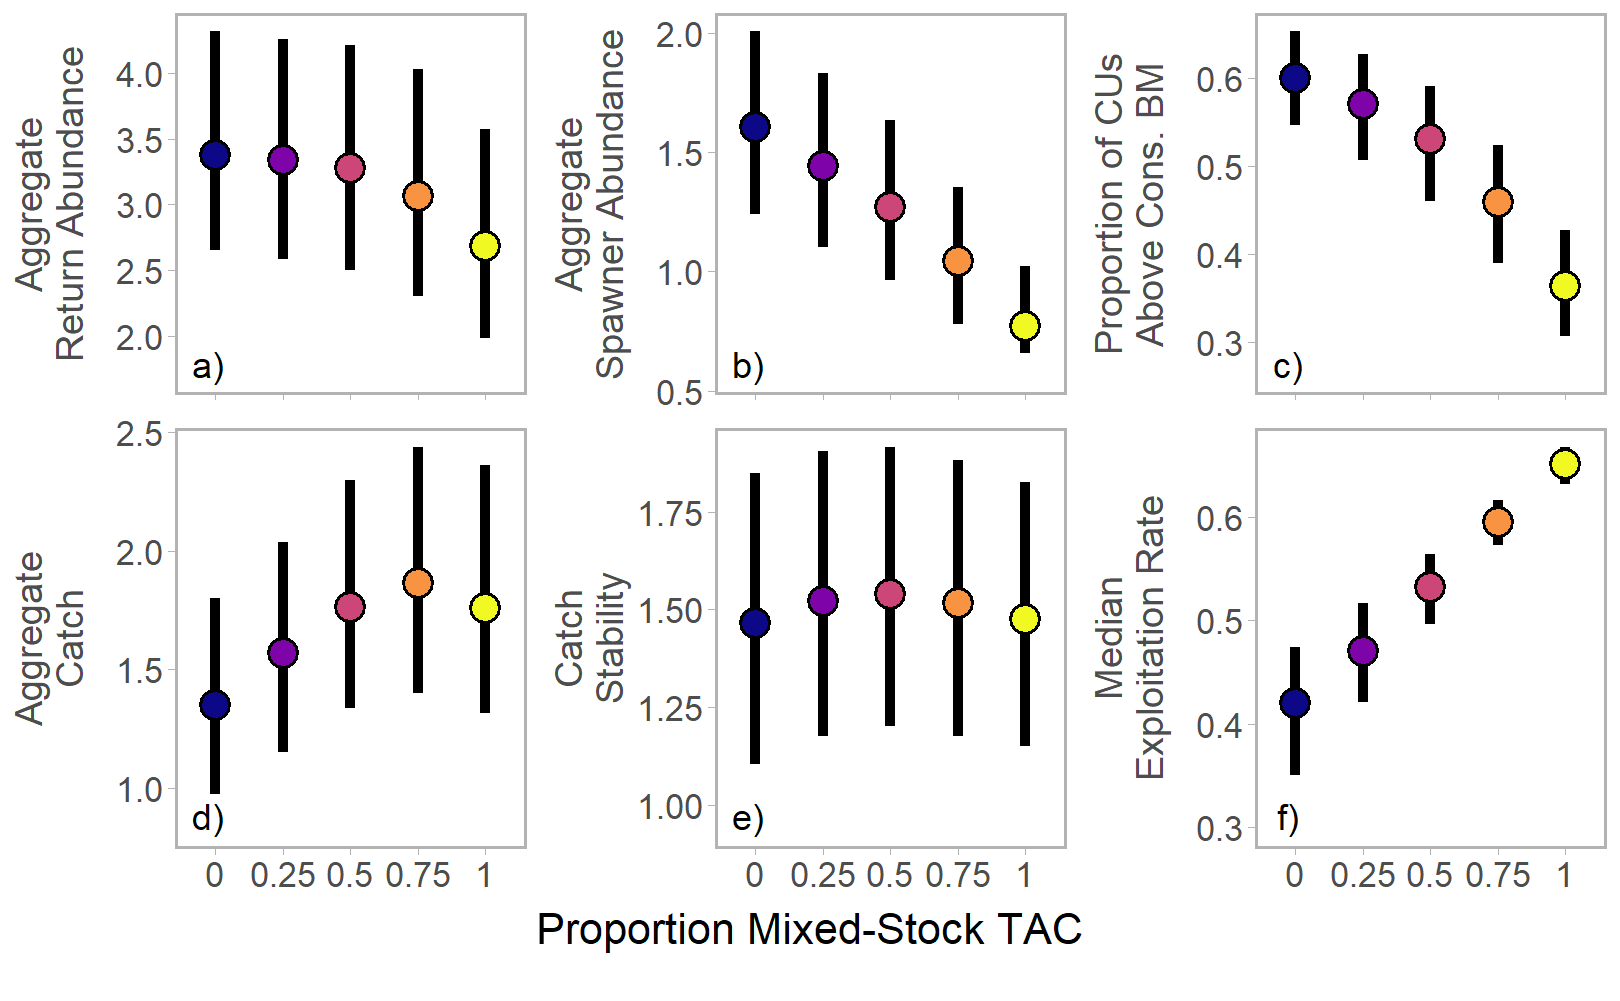 Aggregate
Return Abundance
4.0
3.5
3.0
2.5
2.0
a)
Aggregate
Spawner Abundance
2.0
1.5
1.0
0.5
b)
Proportion of CUs
Above Cons. BM
0.6
0.5
0.4
0.3
c)
Aggregate
Catch
2.5
2.0
1.5
1.0
d)
0 0.25 0.5 0.75 1
Catch
Stability
1.75
1.50
1.25
1.00
e)
0 0.25 0.5 0.75 1
Median
Exploitation Rate
0.6
0.5
0.4
0.3
f)
0 0.25 0.5 0.75 1
Proportion Mixed-Stock TAC